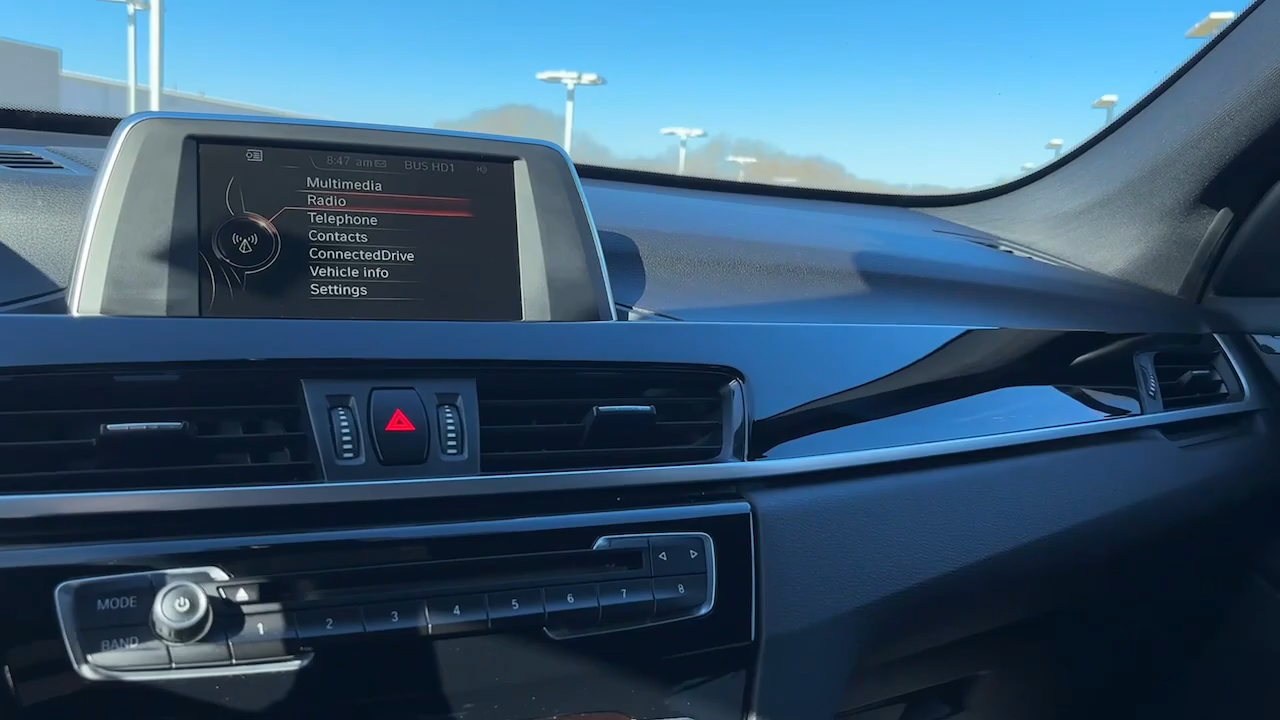 8:47 am BUS HD1
Multimedia
Radio
Telephone
Contacts
ConnectedDrive
Vehicle info
Settings
MODE
BAND
1 2 3 4 5 6 7 8